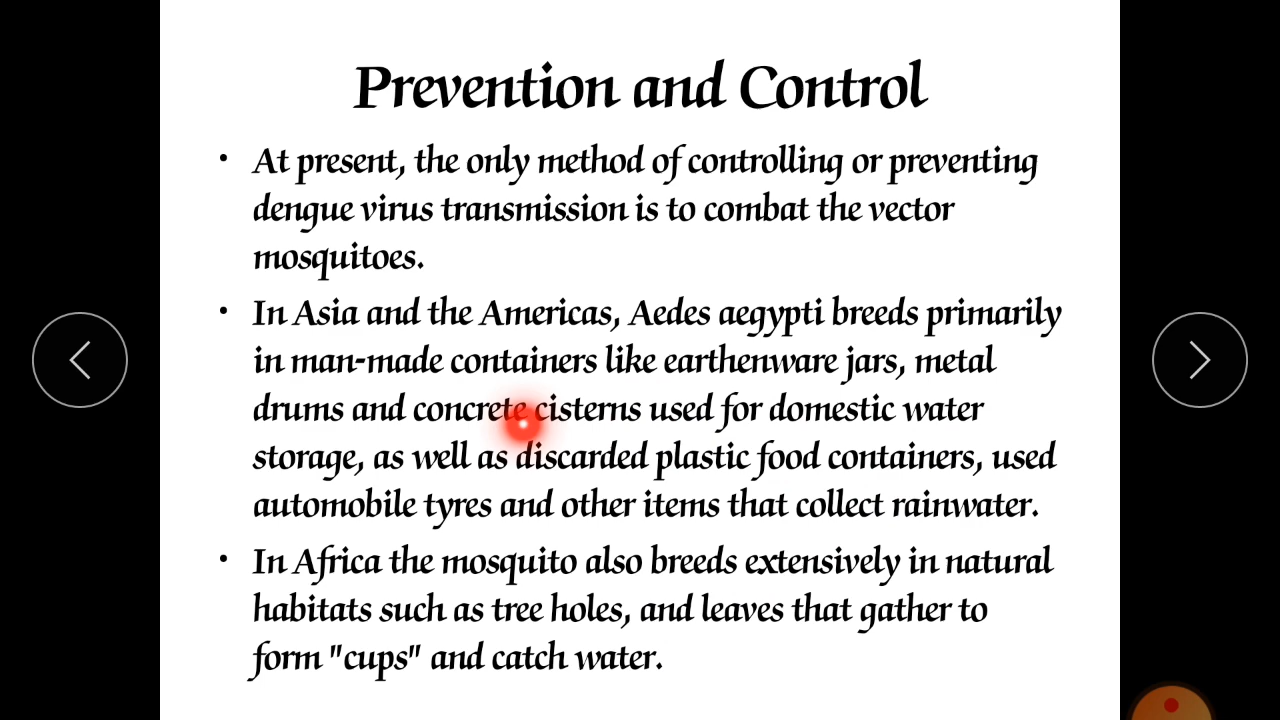 Prevention and Control
• At present, the only method of controlling or preventing
dengue virus transmission is to combat the vector
mosquitoes.
• In Asia and the Americas, Aedes aegypti breeds primarily
in man-made containers like earthenware jars, metal
drums and concrete cisterns used for domestic water
storage, as well as discarded plastic food containers, used
automobile tyres and other items that collect rainwater.
• In Africa the mosquito also breeds extensively in natural
habitats such as tree holes, and leaves that gather to
form "cups" and catch water.